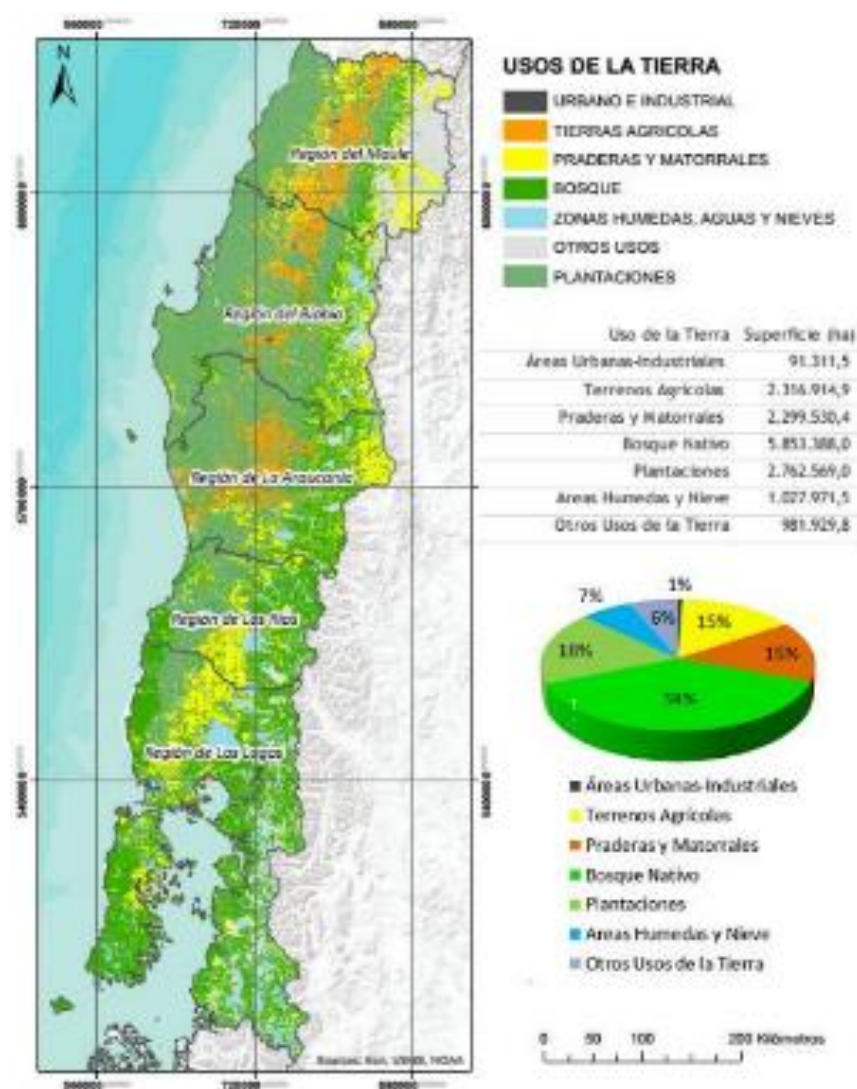 720000
N
USOS DE LA TIERRA
URBANO E INDUSTRIAL
TIERRAS AGRICOLAS
PRADERAS Y MATORRALES
BOSQUE
ZONAS HUMEDAS, AGUAS Y NIEVES
OTROS USOS
PLANTACIONES
Región del Maule
Región del Biobío
Región de La Araucanía
Región de Los Ríos
Región de Los Lagos
Uso de la Tierra Superficie (ha)
Áreas Urbanas-Industriales 91.311,5
Terrenos Agrícolas 2.316.914,9
Praderas y Matorrales 2.299.530,4
Bosque Nativo 5.853.388,0
Plantaciones 2.762.569,0
Areas Humedas y Nieve 1.027.971,5
Otros Usos de la Tierra 981.929,8
1%
7%
6%
15%
18%
15%
Áreas Urbanas-Industriales
Terrenos Agrícolas
Praderas y Matorrales
Bosque Nativo
Plantaciones
Areas Humedas y Nieve
Otros Usos de la Tierra
0 50 100 200 Kilómetros
Sources: Esri, USGS, NOAA
720000